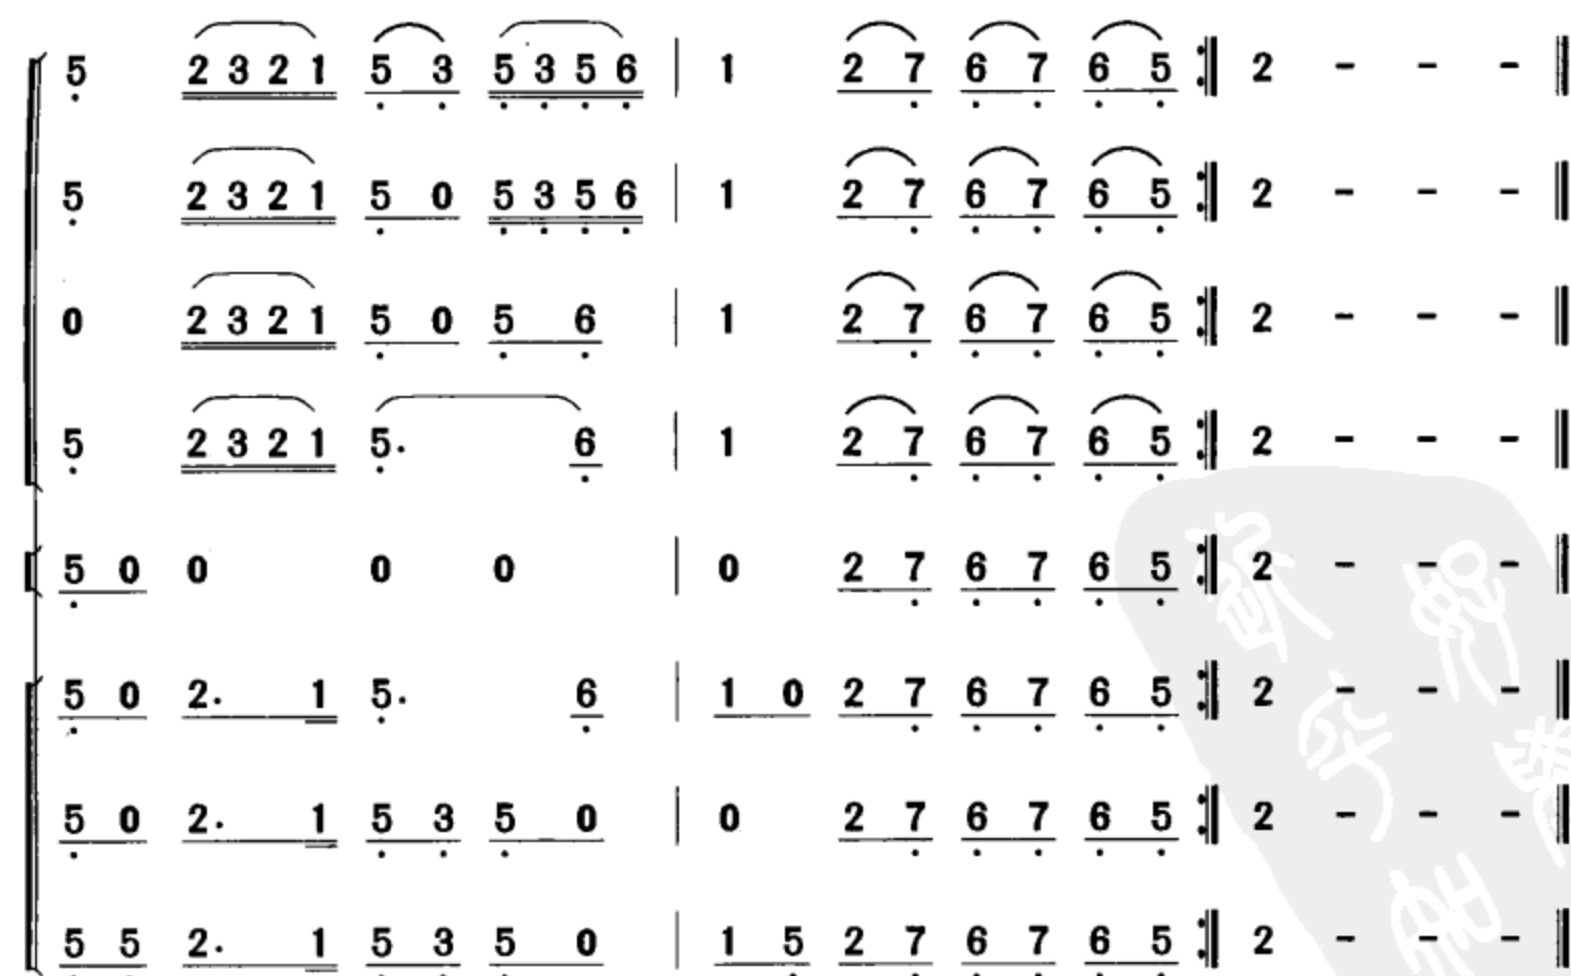 5 2321 53 5356 | 1 27 67 65 :‖ 2 - - - ‖
5 2321 50 5356 | 1 27 67 65 :‖ 2 - - - ‖
0 2321 50 56 | 1 27 67 65 :‖ 2 - - - ‖
5 2321 5. 6 | 1 27 67 65 :‖ 2 - - - ‖
50 0 0 0 | 0 27 67 65 :‖ 2 - - - ‖
50 2. 1 5. 6 | 10 27 67 65 :‖ 2 - - - ‖
50 2. 1 53 50 | 0 27 67 65 :‖ 2 - - - ‖
55 2. 1 53 50 | 15 27 67 65 :‖ 2 - - - ‖